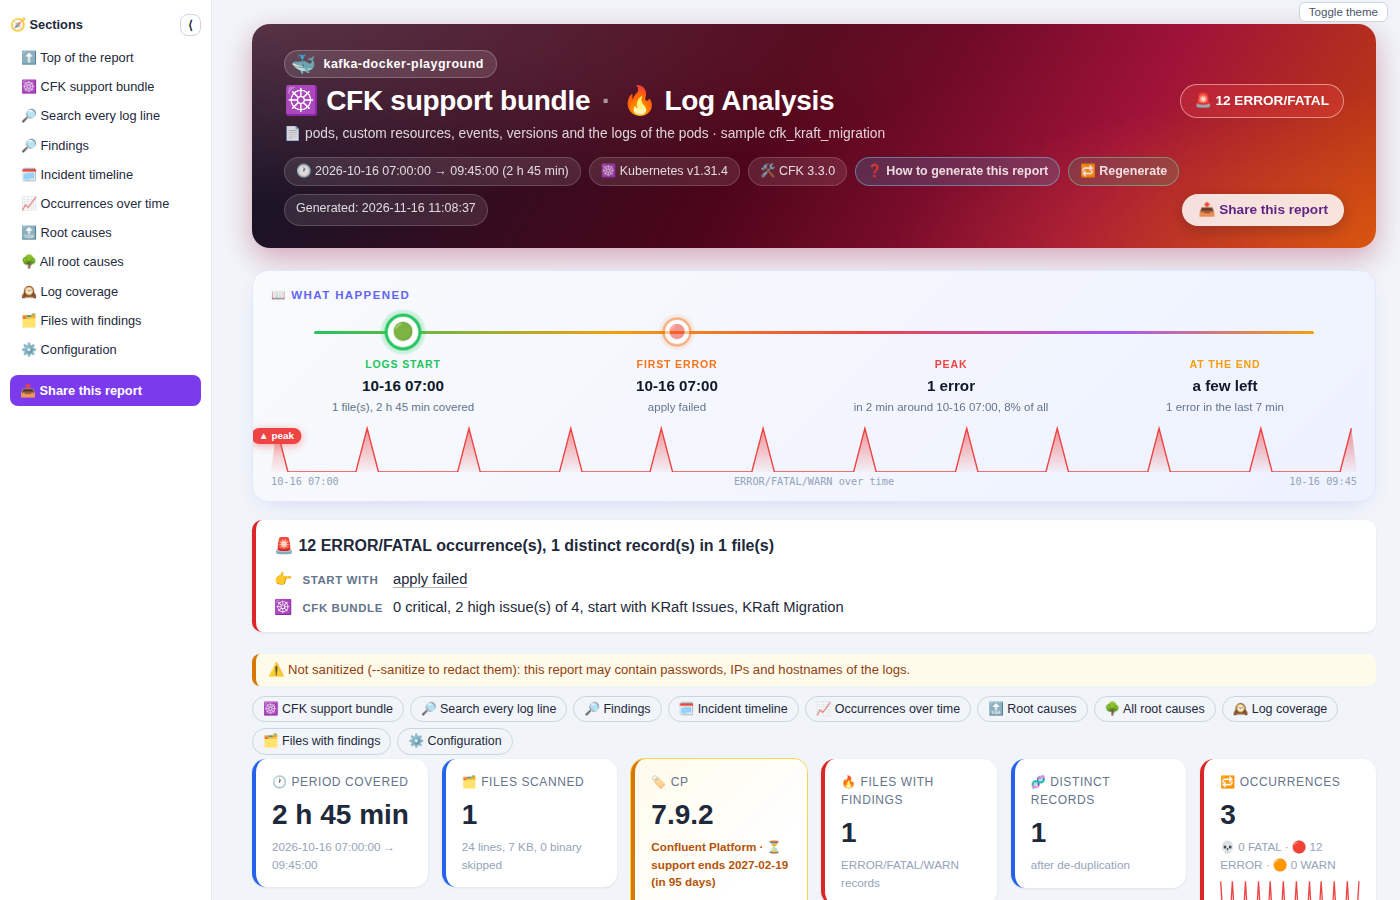 Toggle theme
Sections
Top of the report
CFK support bundle
Search every log line
Findings
Incident timeline
Occurrences over time
Root causes
All root causes
Log coverage
Files with findings
Configuration
Share this report
kafka-docker-playground
CFK support bundle · Log Analysis
12 ERROR/FATAL
pods, custom resources, events, versions and the logs of the pods · sample cfk_kraft_migration
2026-10-16 07:00:00 → 09:45:00 (2 h 45 min) Kubernetes v1.31.4 CFK 3.3.0 How to generate this report Regenerate
Generated: 2026-11-16 11:08:37
Share this report
WHAT HAPPENED
LOGS START FIRST ERROR PEAK AT THE END
10-16 07:00 10-16 07:00 1 error a few left
1 file(s), 2 h 45 min covered apply failed in 2 min around 10-16 07:00, 8% of all 1 error in the last 7 min
▲ peak
10-16 07:00 ERROR/FATAL/WARN over time 10-16 09:45
12 ERROR/FATAL occurrence(s), 1 distinct record(s) in 1 file(s)
START WITH apply failed
CFK BUNDLE 0 critical, 2 high issue(s) of 4, start with KRaft Issues, KRaft Migration
Not sanitized (--sanitize to redact them): this report may contain passwords, IPs and hostnames of the logs.
CFK support bundle Search every log line Findings Incident timeline Occurrences over time Root causes All root causes Log coverage
Files with findings Configuration
PERIOD COVERED
2 h 45 min
2026-10-16 07:00:00 →
09:45:00
FILES SCANNED
1
24 lines, 7 KB, 0 binary
skipped
CP
7.9.2
Confluent Platform ·
support ends 2027-02-19
(in 95 days)
FILES WITH
FINDINGS
1
ERROR/FATAL/WARN
records
DISTINCT
RECORDS
1
after de-duplication
OCCURRENCES
3
0 FATAL · 12
ERROR · 0 WARN